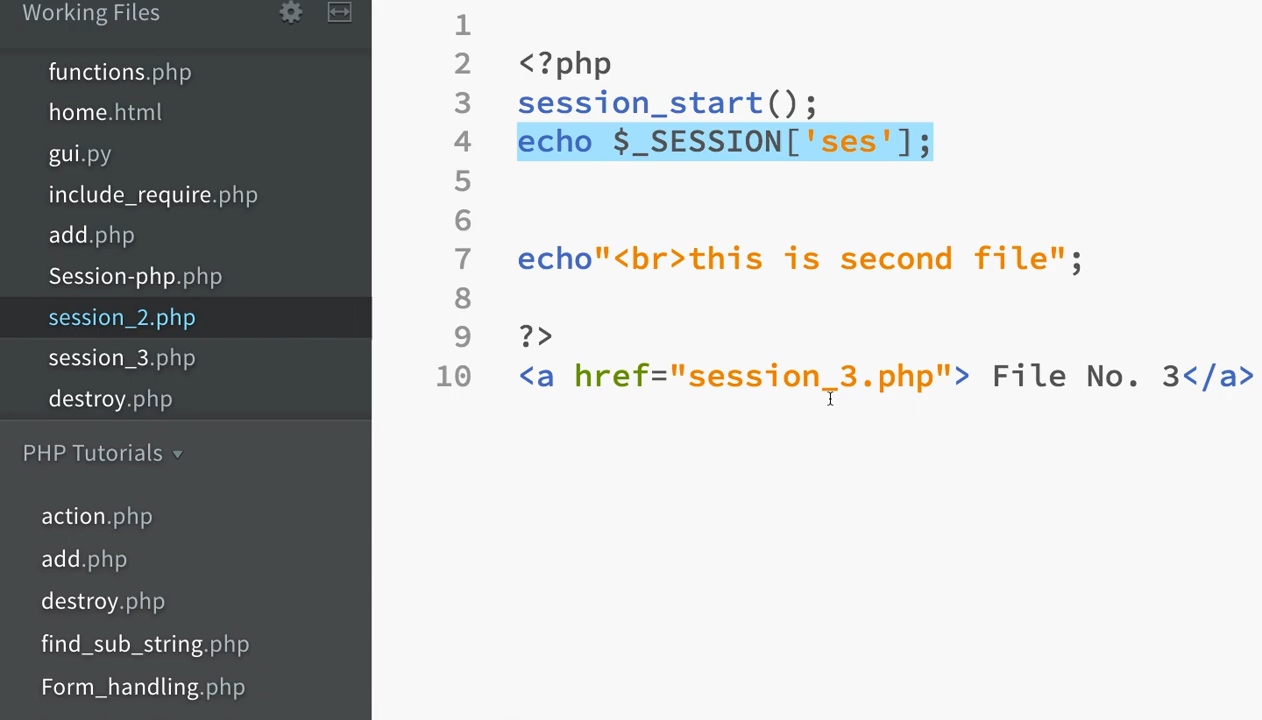 Working Files
functions.php
home.html
gui.py
include_require.php
add.php
Session-php.php
session_2.php
session_3.php
destroy.php
PHP Tutorials
action.php
add.php
destroy.php
find_sub_string.php
Form_handling.php
1
2 <?php
3 session_start();
4 echo $_SESSION['ses'];
5
6
7 echo"<br>this is second file";
8
9 ?>
10 <a href="session_3.php"> File No. 3</a>